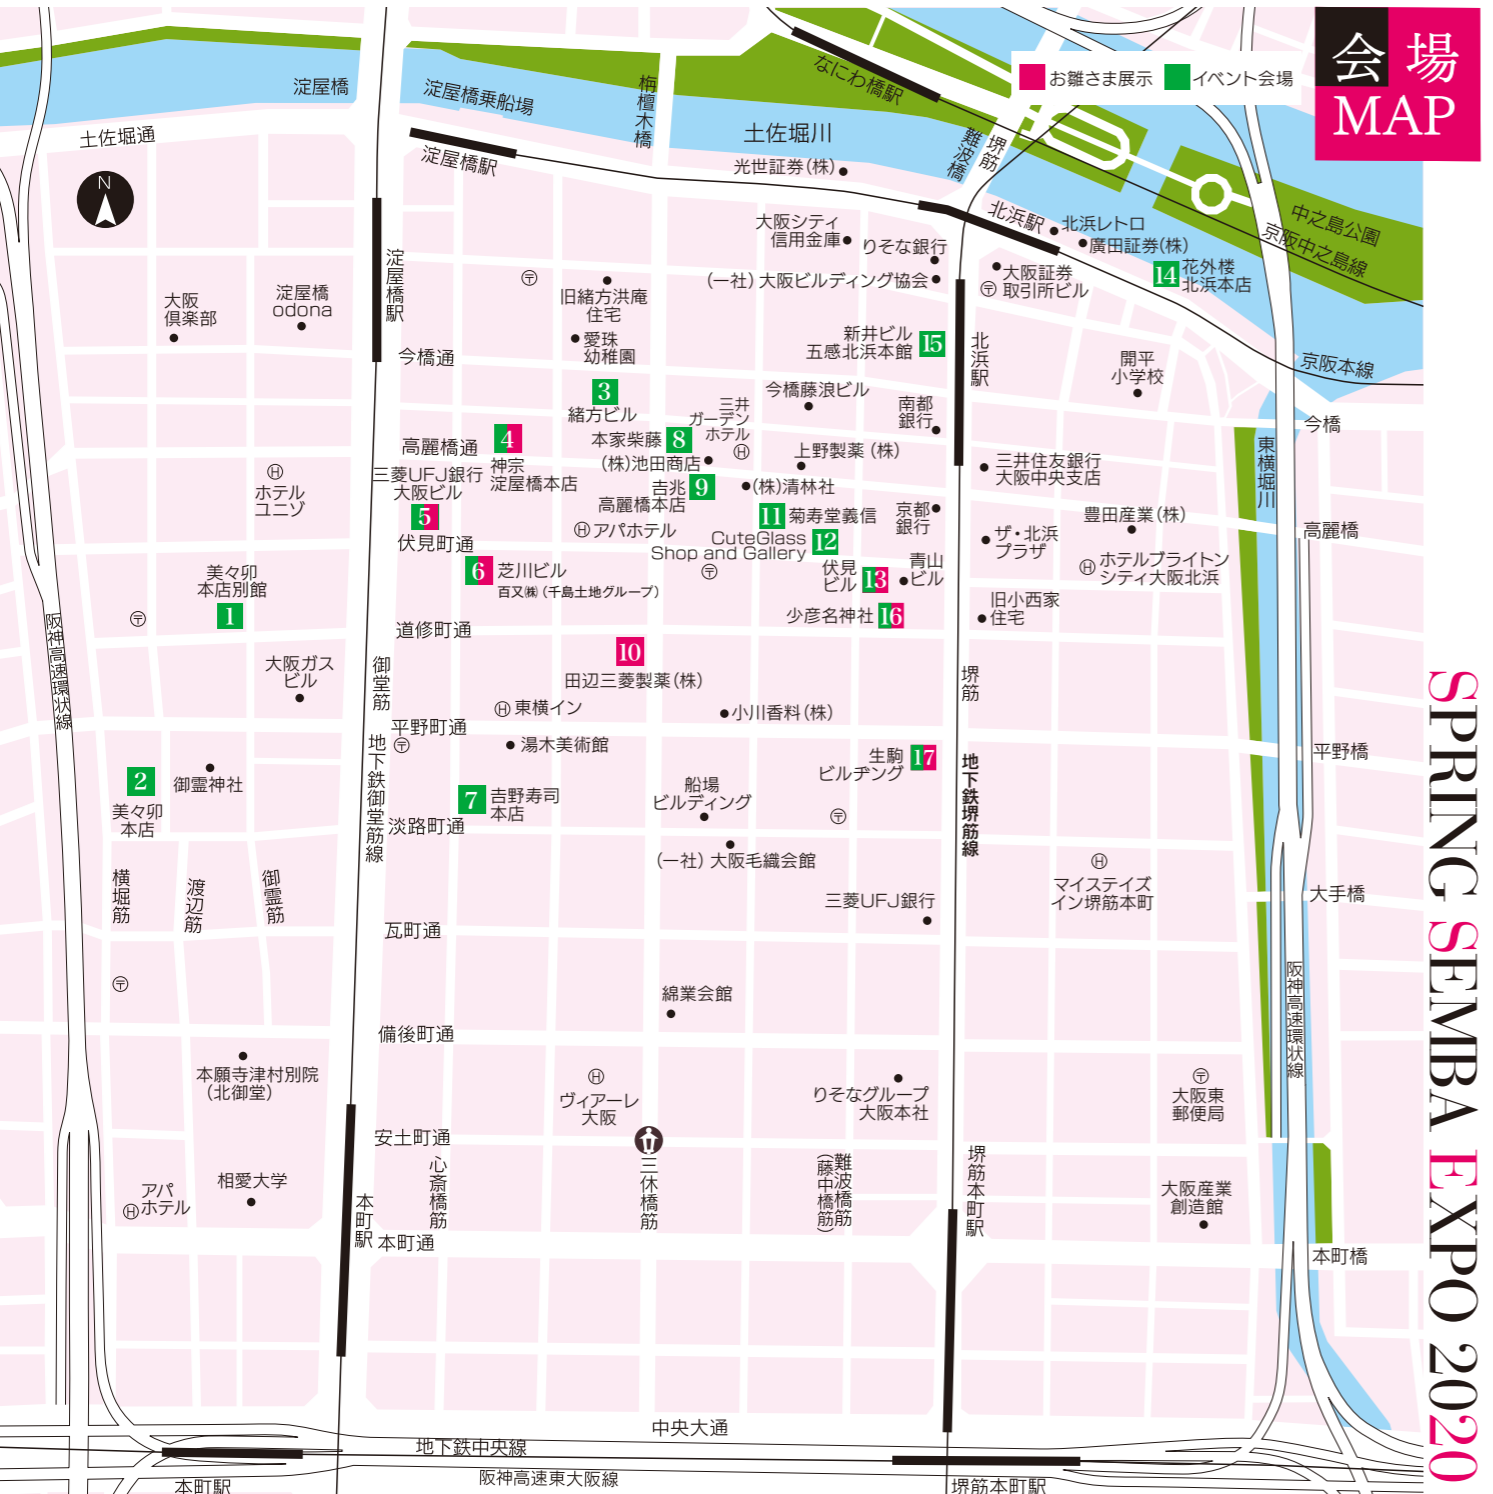 会場
MAP
お雛さま展示
イベント会場
N
淀屋橋
淀屋橋乗船場
栴檀木橋
なにわ橋駅
土佐堀通
淀屋橋駅
土佐堀川
光世証券(株)
難波橋
堺筋
中之島公園
京阪中之島線
北浜駅
北浜レトロ
廣田証券(株)
大阪シティ
信用金庫
りそな銀行
(一社)大阪ビルディング協会
大阪証券
取引所ビル
〒
14
花外楼
北浜本店
淀屋橋駅
〒
旧緒方洪庵
住宅
愛珠
幼稚園
大阪
倶楽部
淀屋橋
odona
今橋通
新井ビル
五感北浜本館
15
北浜駅
開平
小学校
京阪本線
今橋
3
緒方ビル
今橋藤浪ビル
南都
銀行
三井
ガーデン
ホテル
H
高麗橋通
4
神宗
淀屋橋本店
本家柴藤
8
(株)池田商店
上野製薬(株)
三井住友銀行
大阪中央支店
東横堀川
H
ホテル
ユニゾ
三菱UFJ銀行
大阪ビル
5
吉兆
高麗橋本店
9
(株)清林社
11
菊寿堂義信
京都
銀行
豊田産業(株)
高麗橋
伏見町通
H
アパホテル
CuteGlass
Shop and Gallery
12
〒
ザ・北浜
プラザ
H
ホテルブライトン
シティ大阪北浜
美々卯
本店別館
1
〒
6
芝川ビル
百又㈱(千島土地グループ)
伏見
ビル
13
青山
ビル
少彦名神社
16
旧小西家
住宅
阪神高速環状線
道修町通
10
田辺三菱製薬(株)
大阪ガス
ビル
御堂筋
堺筋
H
東横イン
小川香料(株)
平野町通
〒
湯木美術館
生駒
ビルヂング
17
平野橋
地下鉄御堂筋線
地下鉄堺筋線
2
美々卯
本店
御霊神社
7
吉野寿司
本店
船場
ビルディング
〒
淡路町通
(一社)大阪毛織会館
H
マイステイズ
イン堺筋本町
大手橋
横堀筋
渡辺筋
御霊筋
三菱UFJ銀行
瓦町通
〒
綿業会館
阪神高速環状線
備後町通
本願寺津村別院
(北御堂)
H
ヴィアーレ
大阪
りそなグループ
大阪本社
〒
大阪東
郵便局
安土町通
心斎橋筋
三休橋筋
難波橋筋
(藤中橋筋)
堺筋本町駅
相愛大学
アパ
ホテル
H
大阪産業
創造館
本町駅
本町通
本町橋
中央大通
地下鉄中央線
阪神高速東大阪線
本町駅
堺筋本町駅
SPRING SEMBA EXPO 2020